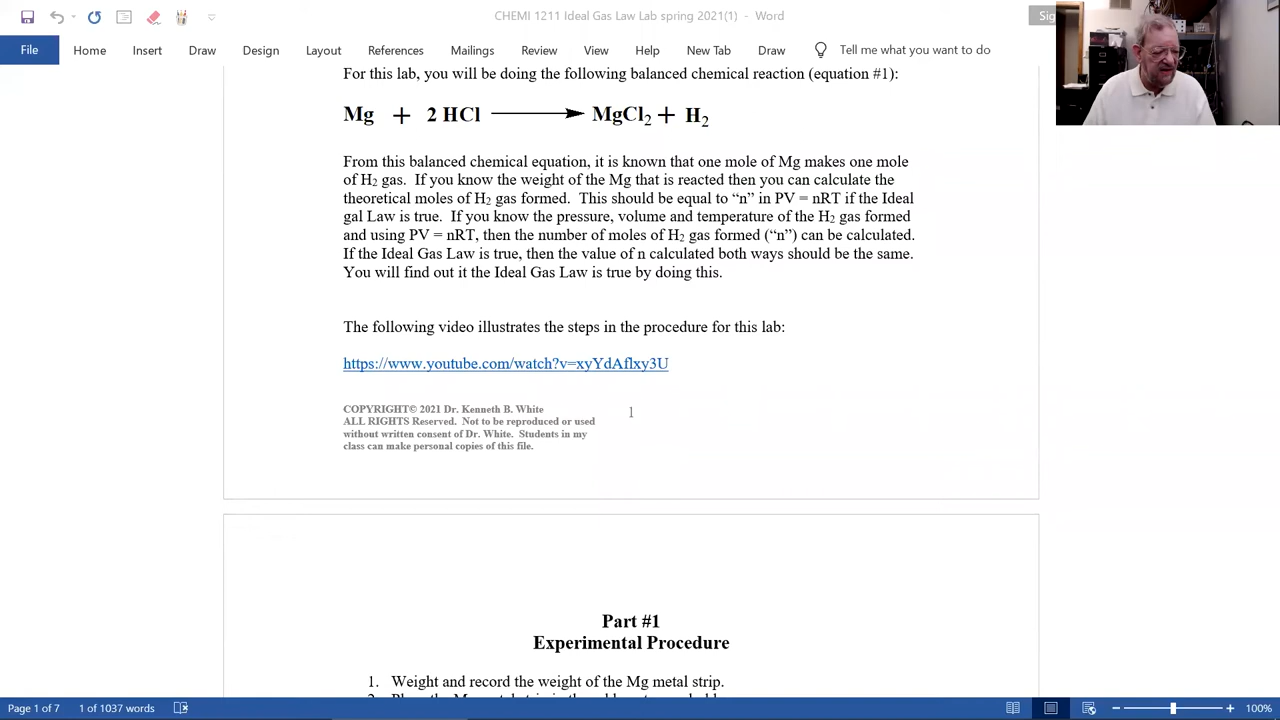 CHEMI 1211 Ideal Gas Law Lab spring 2021(1) - Word
File Home Insert Draw Design Layout References Mailings Review View Help New Tab Draw Tell me what you want to do
For this lab, you will be doing the following balanced chemical reaction (equation #1):
Mg + 2 HCl ⟶ MgCl₂ + H₂
From this balanced chemical equation, it is known that one mole of Mg makes one mole
of H₂ gas. If you know the weight of the Mg that is reacted then you can calculate the
theoretical moles of H₂ gas formed. This should be equal to “n” in PV = nRT if the Ideal
gal Law is true. If you know the pressure, volume and temperature of the H₂ gas formed
and using PV = nRT, then the number of moles of H₂ gas formed (“n”) can be calculated.
If the Ideal Gas Law is true, then the value of n calculated both ways should be the same.
You will find out it the Ideal Gas Law is true by doing this.
The following video illustrates the steps in the procedure for this lab:
https://www.youtube.com/watch?v=xyYdAflxy3U
COPYRIGHT© 2021 Dr. Kenneth B. White
1
ALL RIGHTS Reserved. Not to be reproduced or used
without written consent of Dr. White. Students in my
class can make personal copies of this file.
Part #1
Experimental Procedure
1. Weight and record the weight of the Mg metal strip.
Page 1 of 7 1 of 1037 words 100%